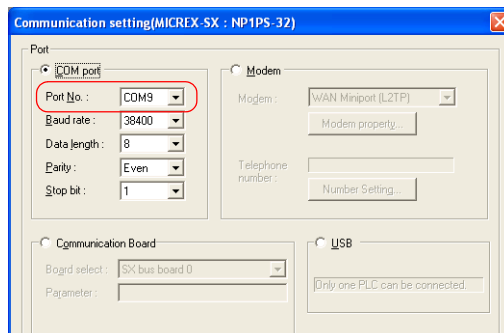 Communication setting(MICREX-SX : NP1PS-32)
Port
COM port
Port No. : COM9
Baud rate : 38400
Data length : 8
Parity : Even
Stop bit : 1
Modem
Modem : WAN Miniport (L2TP)
Modem property...
Telephone
number :
Number Setting...
Communication Board
Board select : SX bus board 0
Parameter :
USB
Only one PLC can be connected.